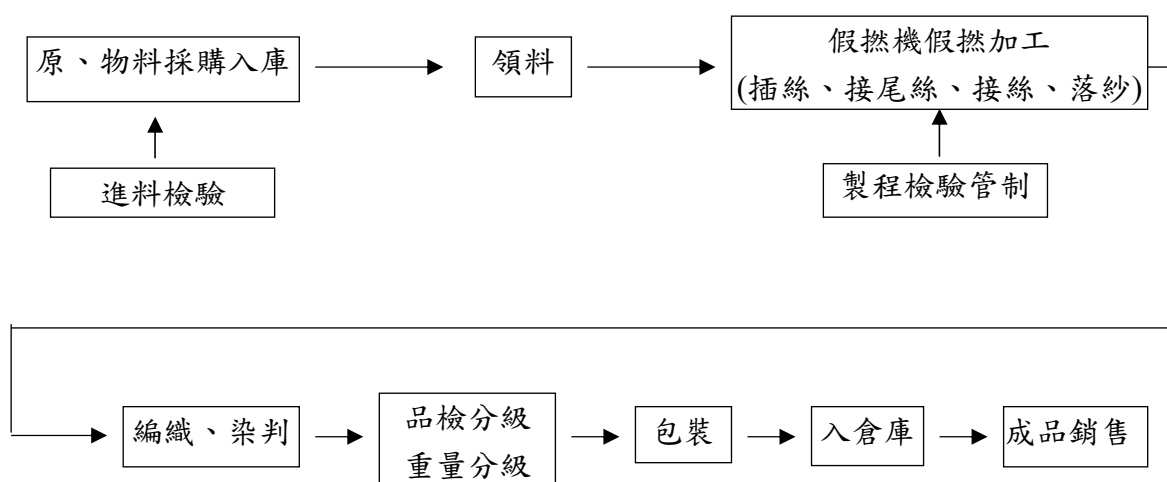 原、物料採購入庫
領料
假撚機假撚加工
(插絲、接尾絲、接絲、落紗)
進料檢驗
製程檢驗管制
編織、染判
品檢分級
重量分級
包裝
入倉庫
成品銷售